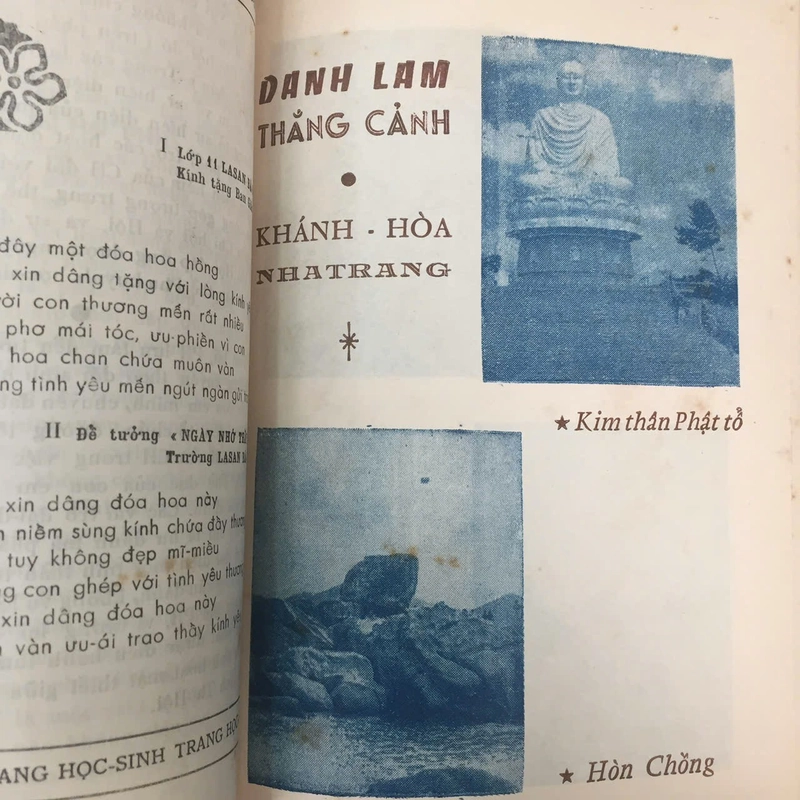 I Lớp 11 LASAN
Kính tặng Ban
đây một đóa hoa hồng
xin dâng tặng với lòng kính
con thương mến rất nhiều
phơ mái tóc, ưu-phiền vì con
hoa chan chứa muôn vàn
tình yêu mến ngút ngàn gửi
II Đề tưởng « NGÀY NHỚ
Trường LASAN
xin dâng đóa hoa này
niềm sùng kính chứa đầy
tuy không đẹp mĩ-miều
con ghép với tình yêu thương
xin dâng đóa hoa này
vàn ưu-ái trao thầy kính
HỌC-SINH TRANG
DANH LAM
THẮNG CẢNH
KHÁNH - HÒA
NHATRANG
★ Kim thân Phật tổ
★ Hòn Chồng